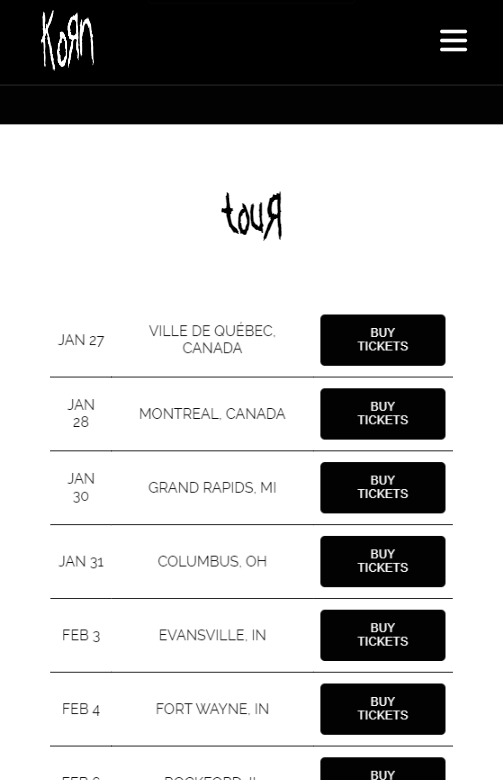 KoЯn
touЯ
JAN 27
VILLE DE QUÉBEC,
CANADA
BUY
TICKETS
JAN
28
MONTREAL, CANADA
BUY
TICKETS
JAN
30
GRAND RAPIDS, MI
BUY
TICKETS
JAN 31
COLUMBUS, OH
BUY
TICKETS
FEB 3
EVANSVILLE, IN
BUY
TICKETS
FEB 4
FORT WAYNE, IN
BUY
TICKETS
BUY